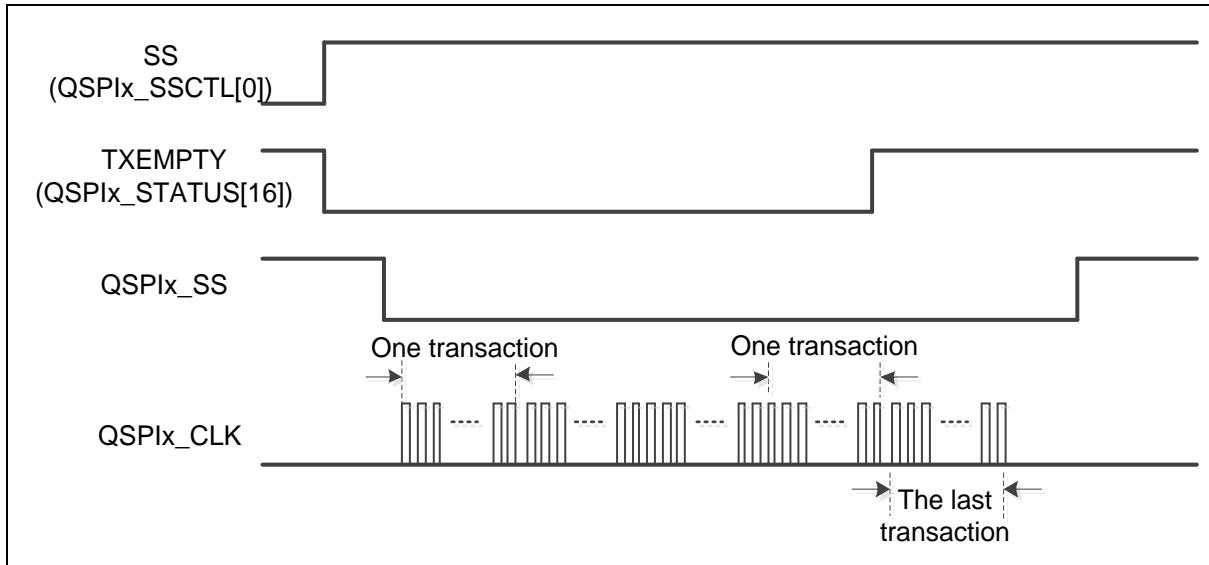 SS
(QSPIx_SSCTL[0])
TXEMPTY
(QSPIx_STATUS[16])
QSPIx_SS
One transaction
One transaction
QSPIx_CLK
The last
transaction